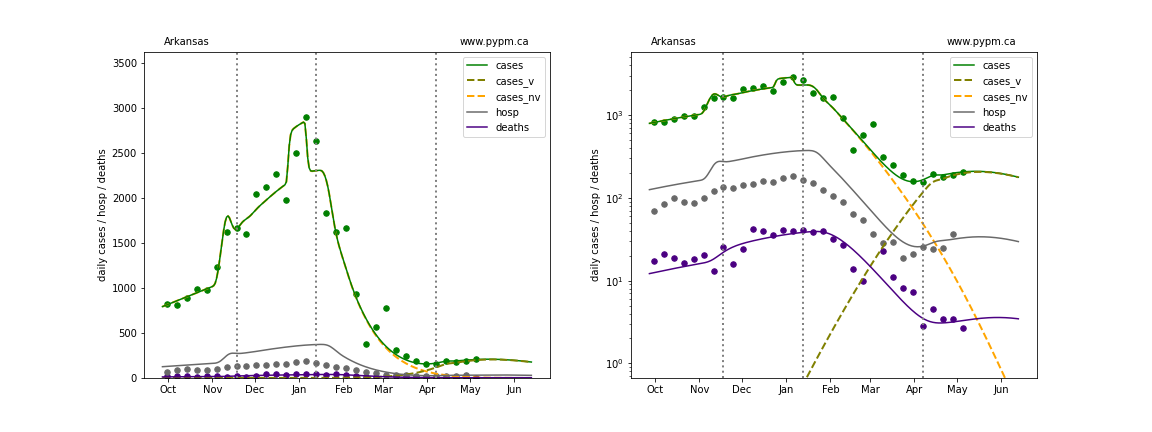 Arkansas www.pypm.ca
3500
3000
2500
2000
1500
1000
500
0
daily cases / hosp / deaths
cases
cases_v
cases_nv
hosp
deaths
Oct Nov Dec Jan Feb Mar Apr May Jun
Arkansas www.pypm.ca
10³
10²
10¹
10⁰
daily cases / hosp / deaths
cases
cases_v
cases_nv
hosp
deaths
Oct Nov Dec Jan Feb Mar Apr May Jun